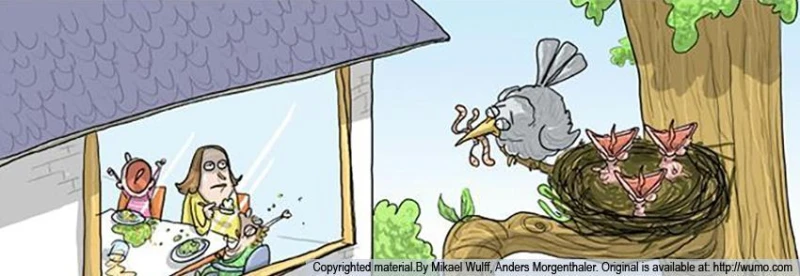 Copyrighted material.By Mikael Wulff, Anders Morgenthaler. Original is available at: http://wumo.com